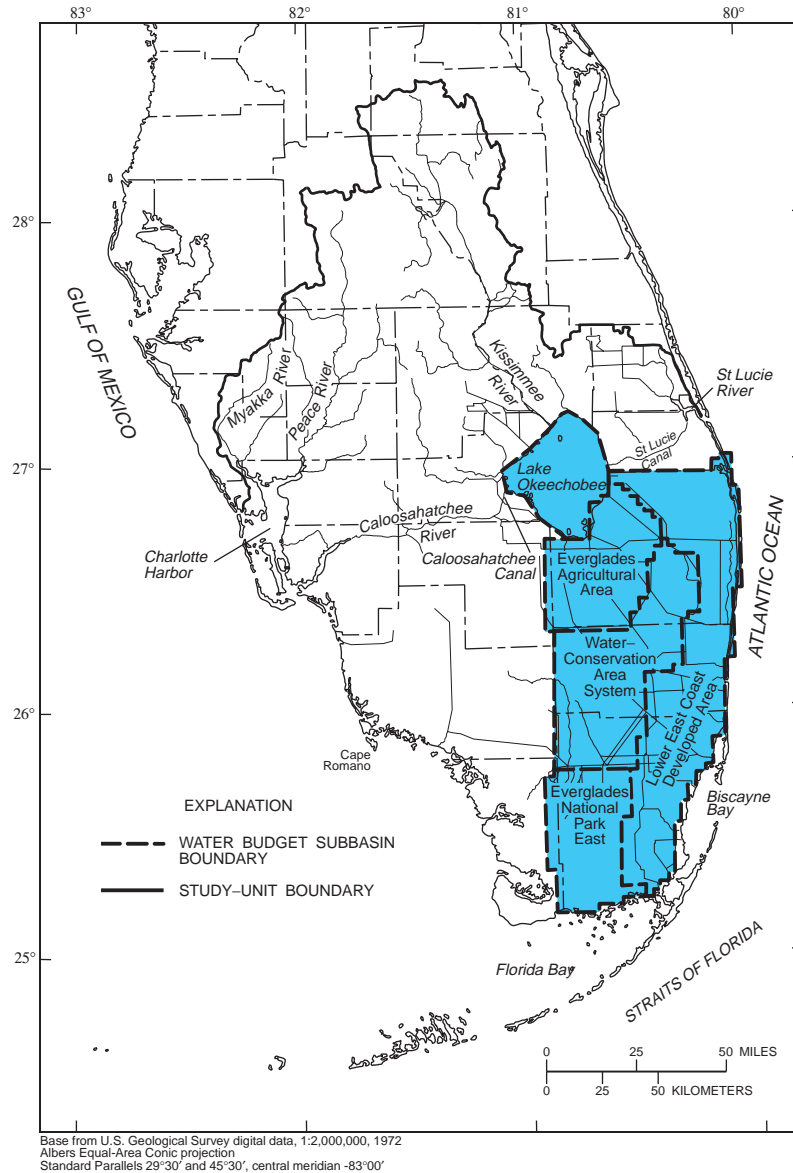 83°
82°
81°
80°
28°
27°
26°
25°
GULF OF MEXICO
Myakka River
Peace River
Kissimmee
River
St Lucie
River
St Lucie
Canal
Lake
Okeechobee
Caloosahatchee
River
Charlotte
Harbor
Caloosahatchee
Canal
Everglades
Agricultural
Area
ATLANTIC OCEAN
Water–
Conservation
Area
System
Lower East Coast
Developed Area
Cape
Romano
Everglades
National
Park
East
Biscayne
Bay
EXPLANATION
WATER BUDGET SUBBASIN
BOUNDARY
STUDY–UNIT BOUNDARY
Florida Bay
STRAITS OF FLORIDA
0 25 50 MILES
0 25 50 KILOMETERS
Base from U.S. Geological Survey digital data, 1:2,000,000, 1972
Albers Equal-Area Conic projection
Standard Parallels 29°30′ and 45°30′, central meridian -83°00′